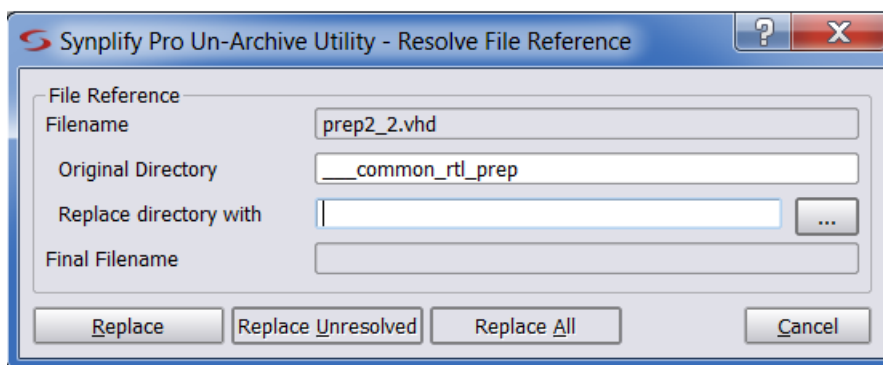 Synplify Pro Un-Archive Utility - Resolve File Reference
File Reference
Filename prep2_2.vhd
Original Directory ___common_rtl_prep
Replace directory with ...
Final Filename
Replace Replace Unresolved Replace All Cancel